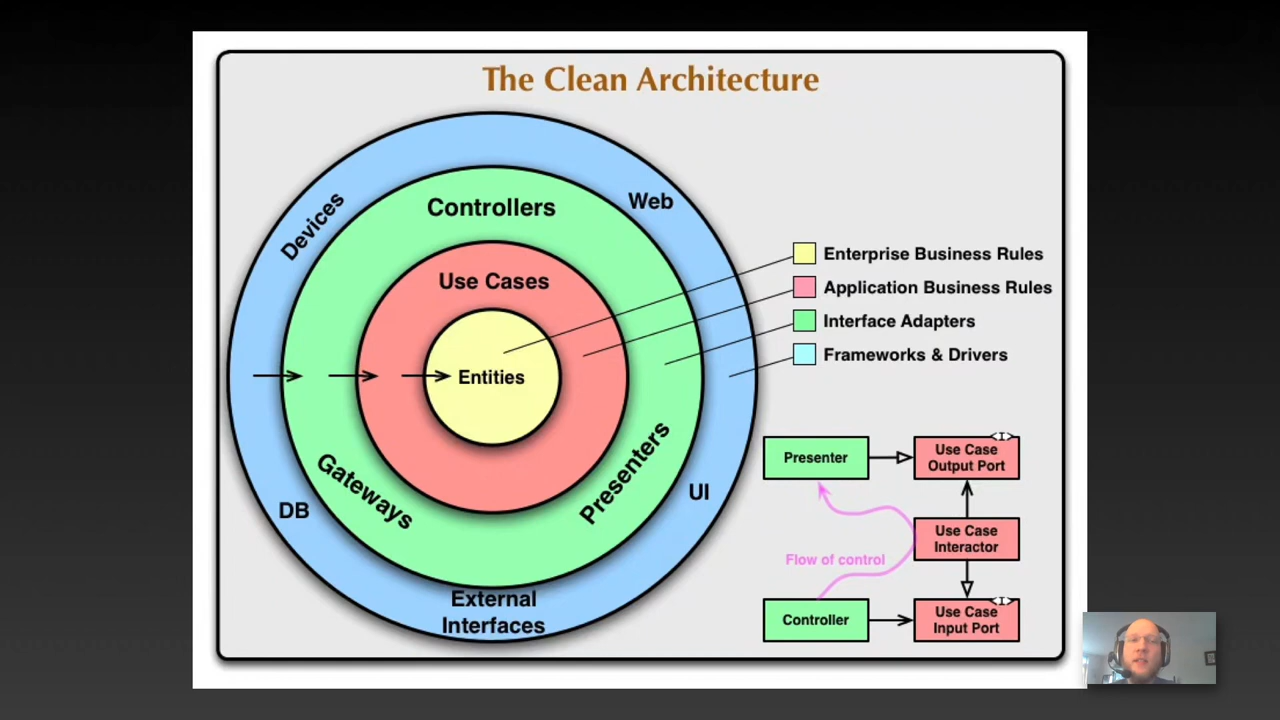 The Clean Architecture
Devices
Controllers
Web
Use Cases
Entities
Gateways
Presenters
DB
UI
External
Interfaces
Enterprise Business Rules
Application Business Rules
Interface Adapters
Frameworks & Drivers
Presenter
Use Case
Output Port
<I>
Flow of control
Use Case
Interactor
Controller
Use Case
Input Port
<I>